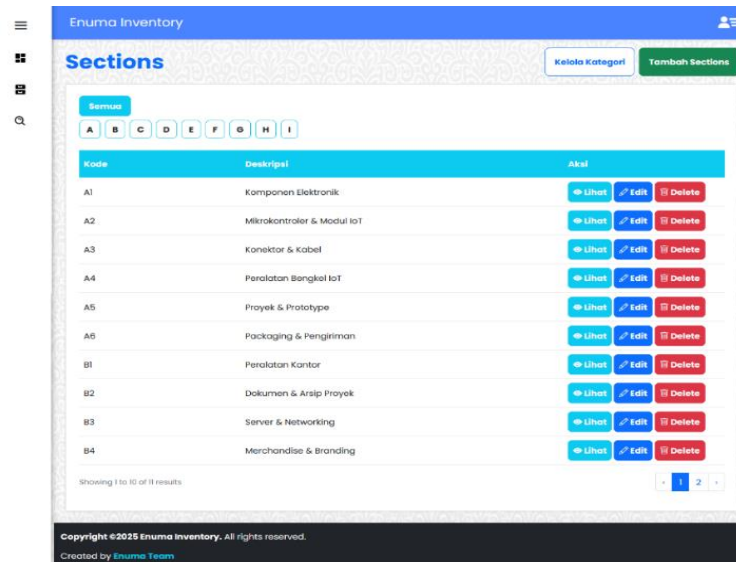 Enuma Inventory
Sections
Kelola Kategori
Tambah Sections
Semua
A B C D E F G H I
Kode Deskripsi Aksi
A1 Komponen Elektronik Lihat Edit Delete
A2 Mikrokontroler & Modul IoT Lihat Edit Delete
A3 Konektor & Kabel Lihat Edit Delete
A4 Peralatan Bengkel IoT Lihat Edit Delete
A5 Proyek & Prototype Lihat Edit Delete
A6 Packaging & Pengiriman Lihat Edit Delete
B1 Peralatan Kantor Lihat Edit Delete
B2 Dokumen & Arsip Proyek Lihat Edit Delete
B3 Server & Networking Lihat Edit Delete
B4 Merchandise & Branding Lihat Edit Delete
Showing 1 to 10 of 11 results
‹ 1 2 ›
Copyright ©2025 Enuma Inventory. All rights reserved.
Created by Enuma Team